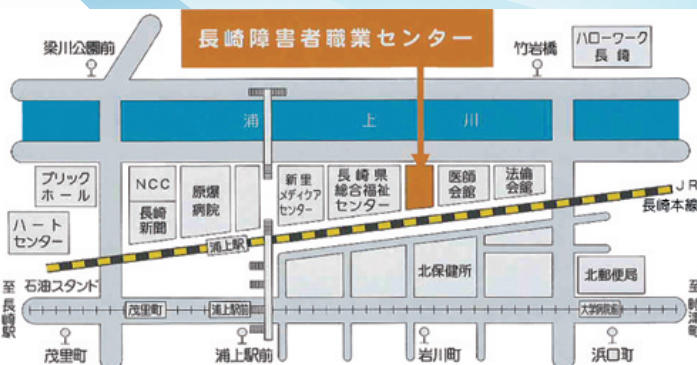 長崎障害者職業センター
梁川公園前
竹岩橋
ハローワーク
長崎
浦上川
ブリック
ホール
NCC
長崎
新聞
原爆
病院
新里
メディケア
センター
長崎県
総合福祉
センター
医師
会館
法倫
会館
JR
長崎本線
ハート
センター
浦上駅
北保健所
北郵便局
至長崎駅
石油スタンド
茂里町
浦上駅前
大学病院前
茂里町
浦上駅前
岩川町
浜口町